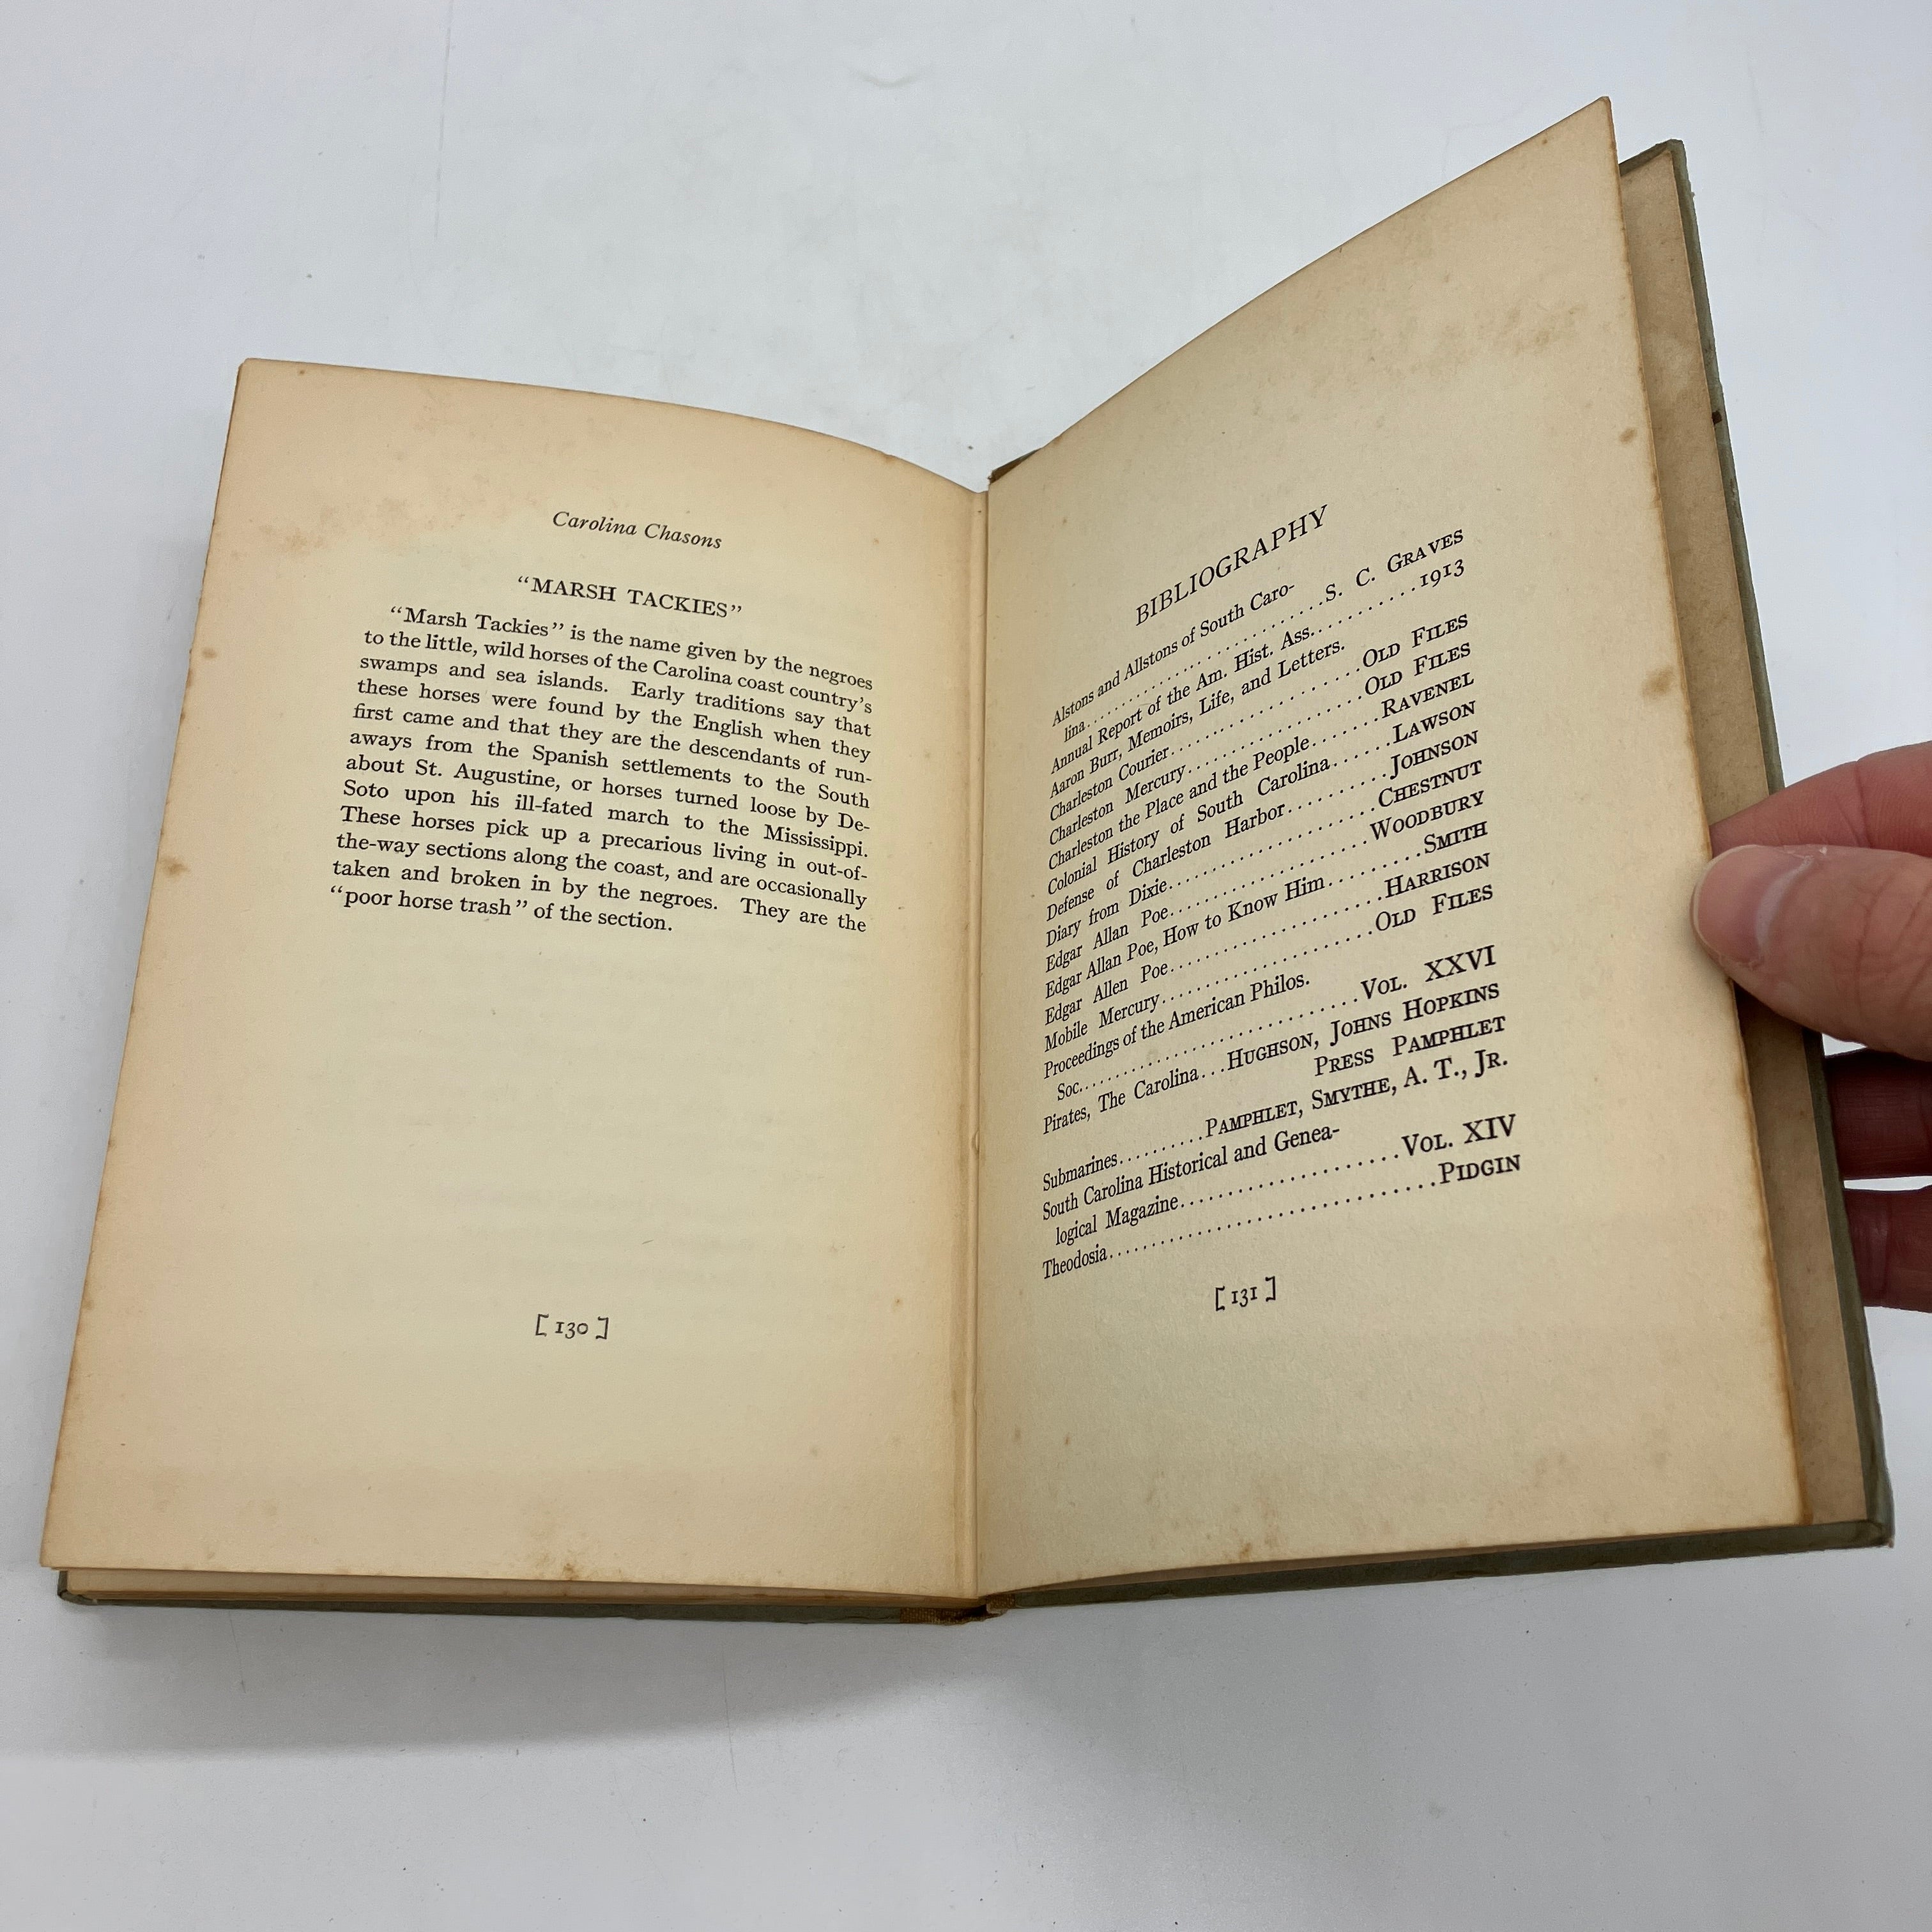 Carolina Chasons
“MARSH TACKIES”
“Marsh Tackies” is the name given by the negroes
to the little, wild horses of the Carolina coast country’s
swamps and sea islands. Early traditions say that
these horses were found by the English when they
first came and that they are the descendants of run-
aways from the Spanish settlements to the South
about St. Augustine, or horses turned loose by De-
Soto upon his ill-fated march to the Mississippi.
These horses pick up a precarious living in out-of-
the-way sections along the coast, and are occasionally
taken and broken in by the negroes. They are the
“poor horse trash” of the section.
[ 130 ]
BIBLIOGRAPHY
Alstons and Allstons of South Caro-
lina..............................S. C. GRAVES
Annual Report of the Am. Hist. Ass............1913
Aaron Burr, Memoirs, Life, and Letters.
Charleston Courier.......................OLD FILES
Charleston Mercury.....................OLD FILES
Charleston the Place and the People........RAVENEL
Colonial History of South Carolina.......LAWSON
Defense of Charleston Harbor...........JOHNSON
Diary from Dixie.........................CHESTNUT
Edgar Allan Poe.........................WOODBURY
Edgar Allan Poe, How to Know Him........SMITH
Edgar Allen Poe..........................HARRISON
Mobile Mercury..........................OLD FILES
Proceedings of the American Philos.
Soc.................................VOL. XXVI
Pirates, The Carolina...HUGHSON, JOHNS HOPKINS
PRESS PAMPHLET
Submarines..........PAMPHLET, SMYTHE, A. T., JR.
South Carolina Historical and Genea-
logical Magazine..........................VOL. XIV
Theodosia.......................................PIDGIN
[ 131 ]